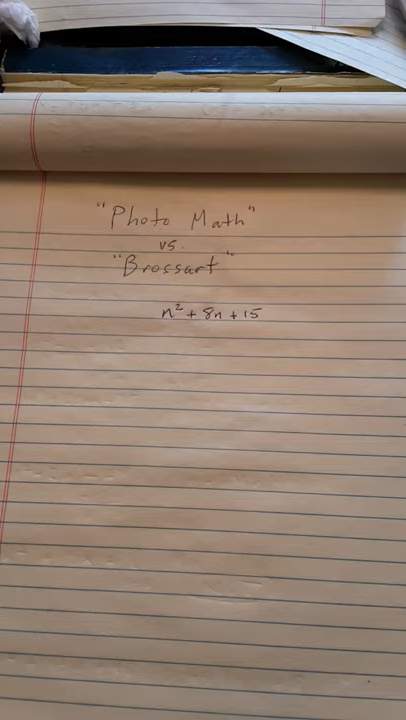 "Photo Math"
vs.
"Brossart"
n² + 8n + 15